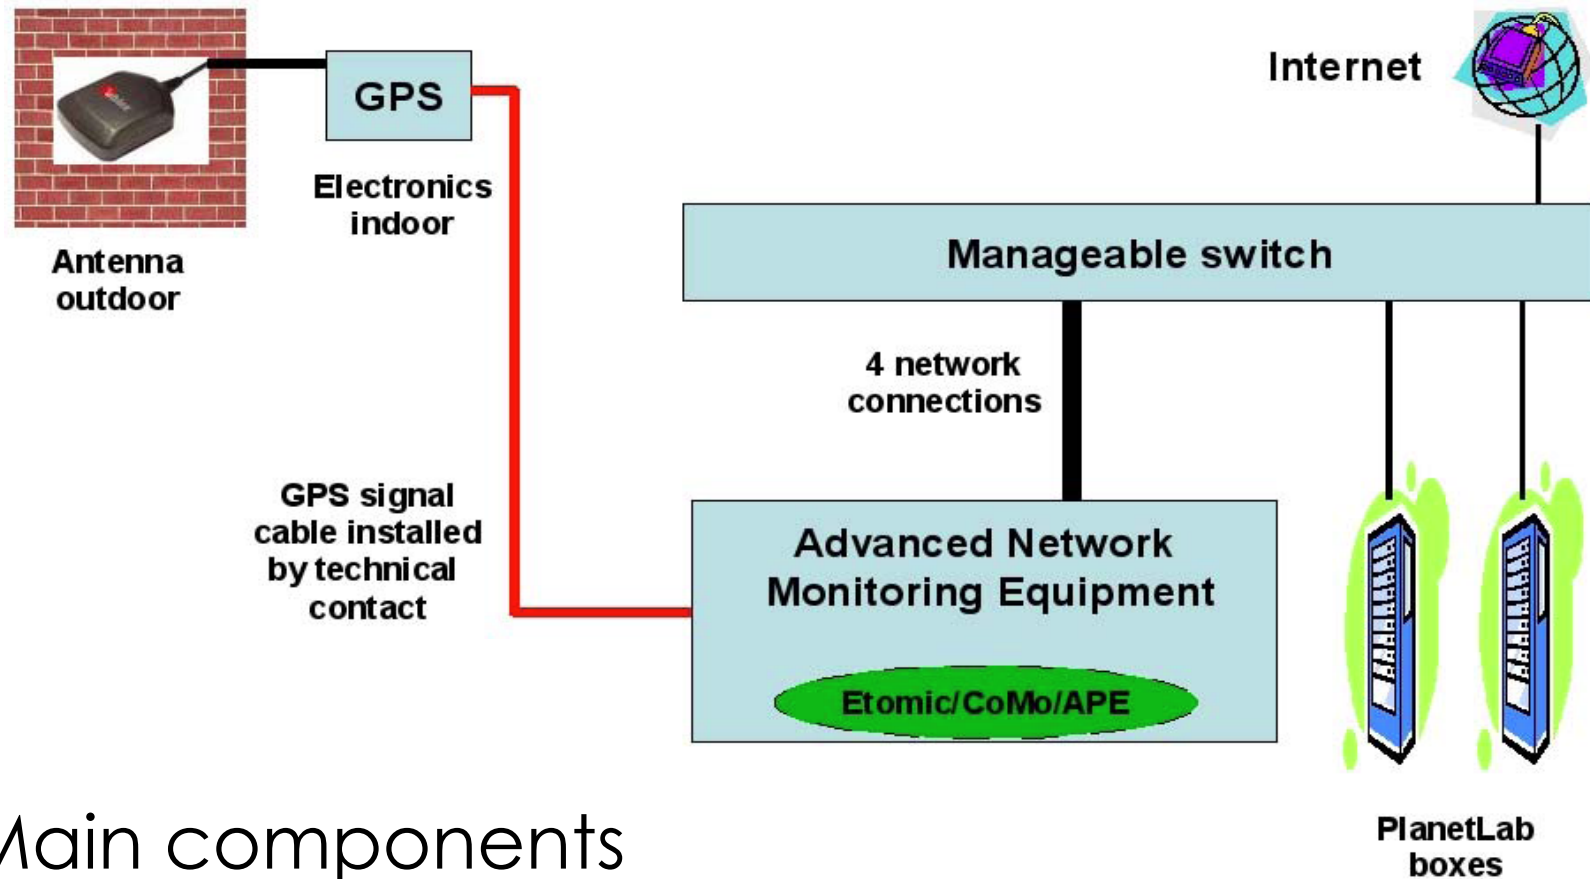 GPS
Electronics
indoor
Antenna
outdoor
Internet
Manageable switch
4 network
connections
GPS signal
cable installed
by technical
contact
Advanced Network
Monitoring Equipment
Etomic/CoMo/APE
PlanetLab
boxes
Main components